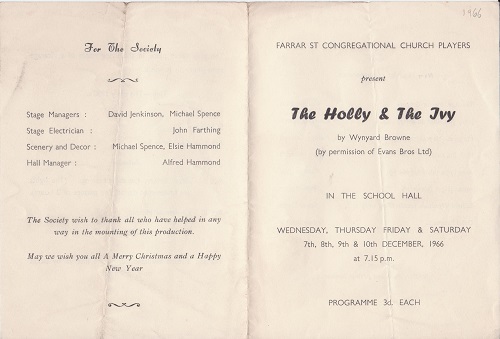 For The Society
Stage Managers : David Jenkinson, Michael Spence
Stage Electrician : John Farthing
Scenery and Decor : Michael Spence, Elsie Hammond
Hall Manager : Alfred Hammond
The Society wish to thank all who have helped in any
way in the mounting of this production.
May we wish you all A Merry Christmas and a Happy
New Year
1966
FARRAR ST CONGREGATIONAL CHURCH PLAYERS
present
The Holly & The Ivy
by Wynyard Browne
(by permission of Evans Bros Ltd)
IN THE SCHOOL HALL
WEDNESDAY, THURSDAY FRIDAY & SATURDAY
7th, 8th, 9th & 10th DECEMBER, 1966
at 7.15 p.m.
PROGRAMME 3d. EACH